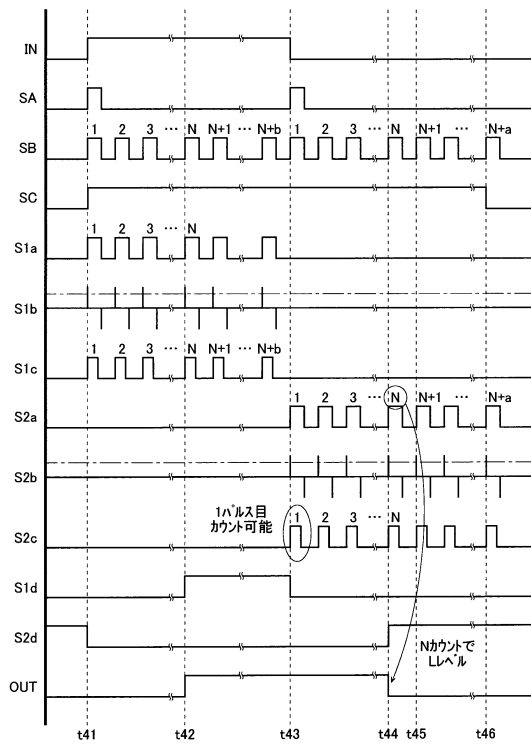 IN
SA
1 2 3 … N N+1 … N+b 1 2 3 … N N+1 … N+a
SB
SC
1 2 3 … N
S1a
S1b
1 2 3 … N N+1 … N+b
S1c
1 2 3 … N N+1 … N+a
S2a
S2b
1パルス目
カウント可能
1 2 3 … N
S2c
S1d
S2d
Nカウントで
Lレベル
OUT
t41 t42 t43 t44 t45 t46